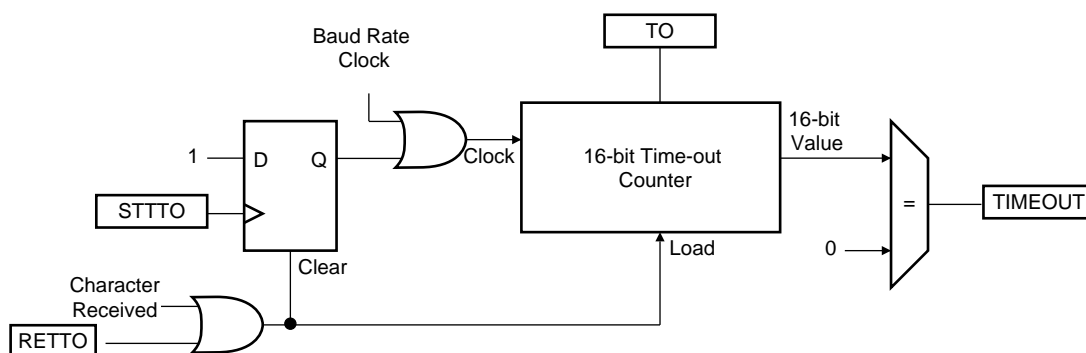 TO
Baud Rate
Clock
1
D
Q
Clock
16-bit Time-out
Counter
16-bit
Value
=
TIMEOUT
STTTO
0
Clear
Load
Character
Received
RETTO